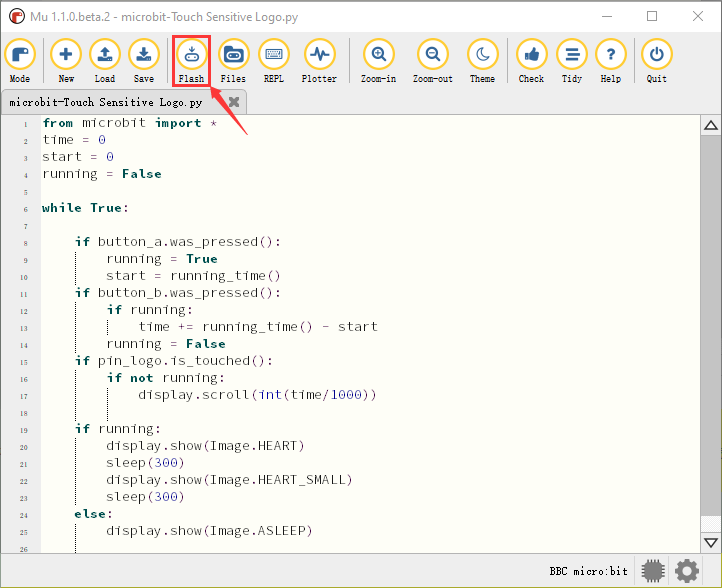 Mu 1.1.0.beta.2 - microbit-Touch Sensitive Logo.py
Mode New Load Save Flash Files REPL Plotter Zoom-in Zoom-out Theme Check Tidy Help Quit
microbit-Touch Sensitive Logo.py
1 from microbit import *
2 time = 0
3 start = 0
4 running = False
5
6 while True:
7
8 if button_a.was_pressed():
9 running = True
10 start = running_time()
11 if button_b.was_pressed():
12 if running:
13 time += running_time() - start
14 running = False
15 if pin_logo.is_touched():
16 if not running:
17 display.scroll(int(time/1000))
18
19 if running:
20 display.show(Image.HEART)
21 sleep(300)
22 display.show(Image.HEART_SMALL)
23 sleep(300)
24 else:
25 display.show(Image.ASLEEP)
26
BBC micro:bit